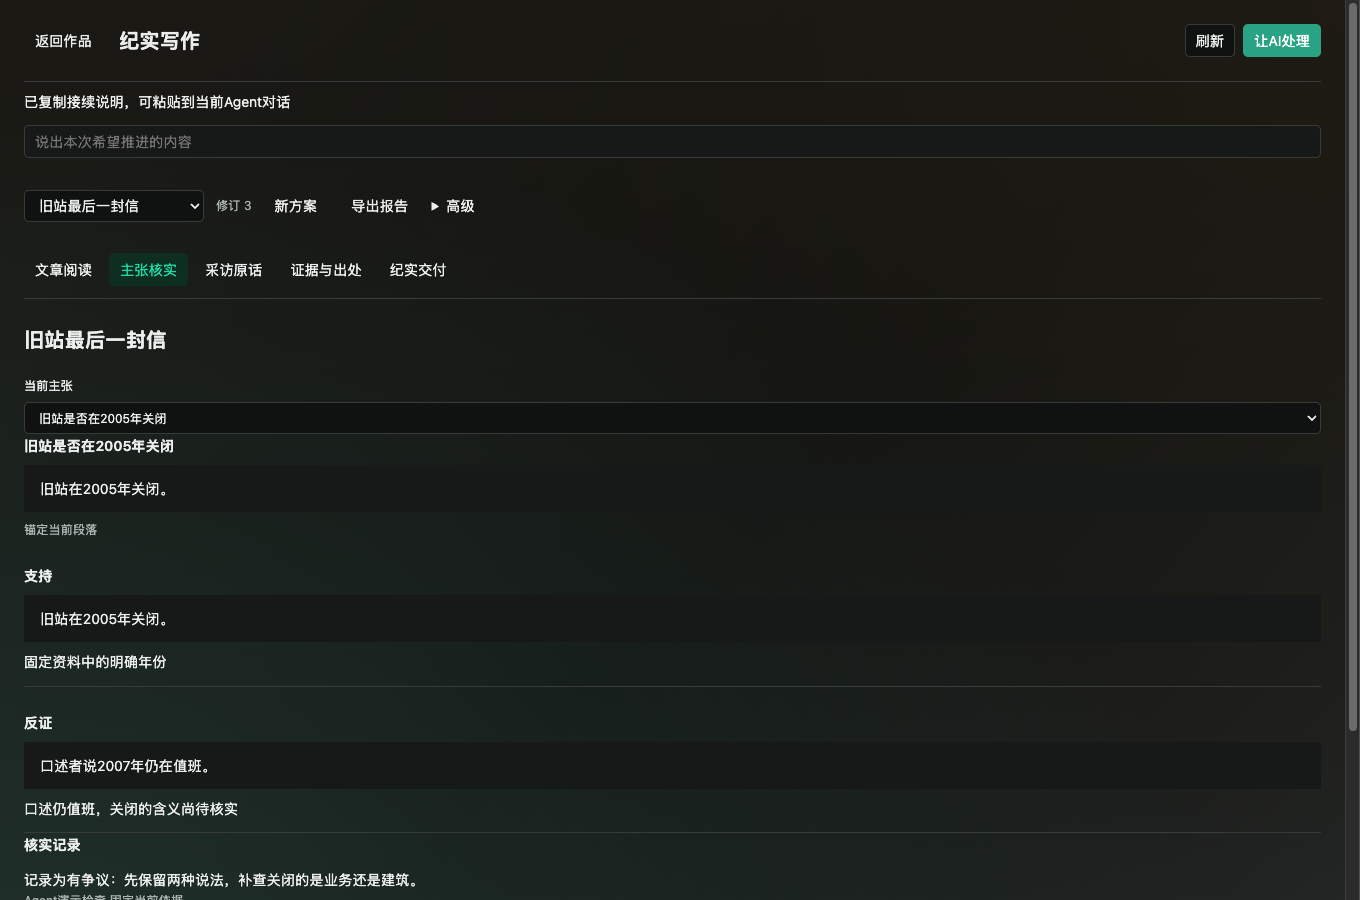 返回作品 纪实写作 刷新 让AI处理
已复制接续说明，可粘贴到当前Agent对话
说出本次希望推进的内容
旧站最后一封信 修订 3 新方案 导出报告 ▶ 高级
文章阅读 主张核实 采访原话 证据与出处 纪实交付
旧站最后一封信
当前主张
旧站是否在2005年关闭
旧站是否在2005年关闭
旧站在2005年关闭。
锚定当前段落
支持
旧站在2005年关闭。
固定资料中的明确年份
反证
口述者说2007年仍在值班。
口述仍值班，关闭的含义尚待核实
核实记录
记录为有争议：先保留两种说法，补查关闭的是业务还是建筑。